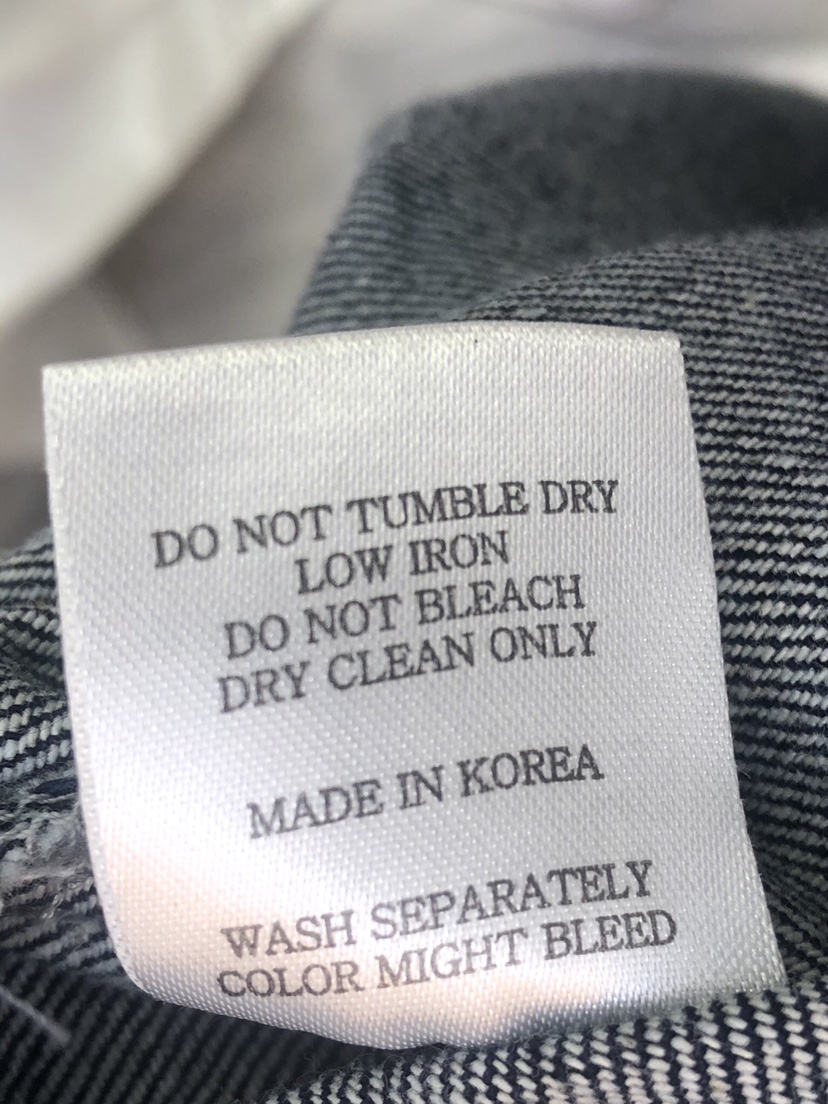 DO NOT TUMBLE DRY
LOW IRON
DO NOT BLEACH
DRY CLEAN ONLY
MADE IN KOREA
WASH SEPARATELY
COLOR MIGHT BLEED